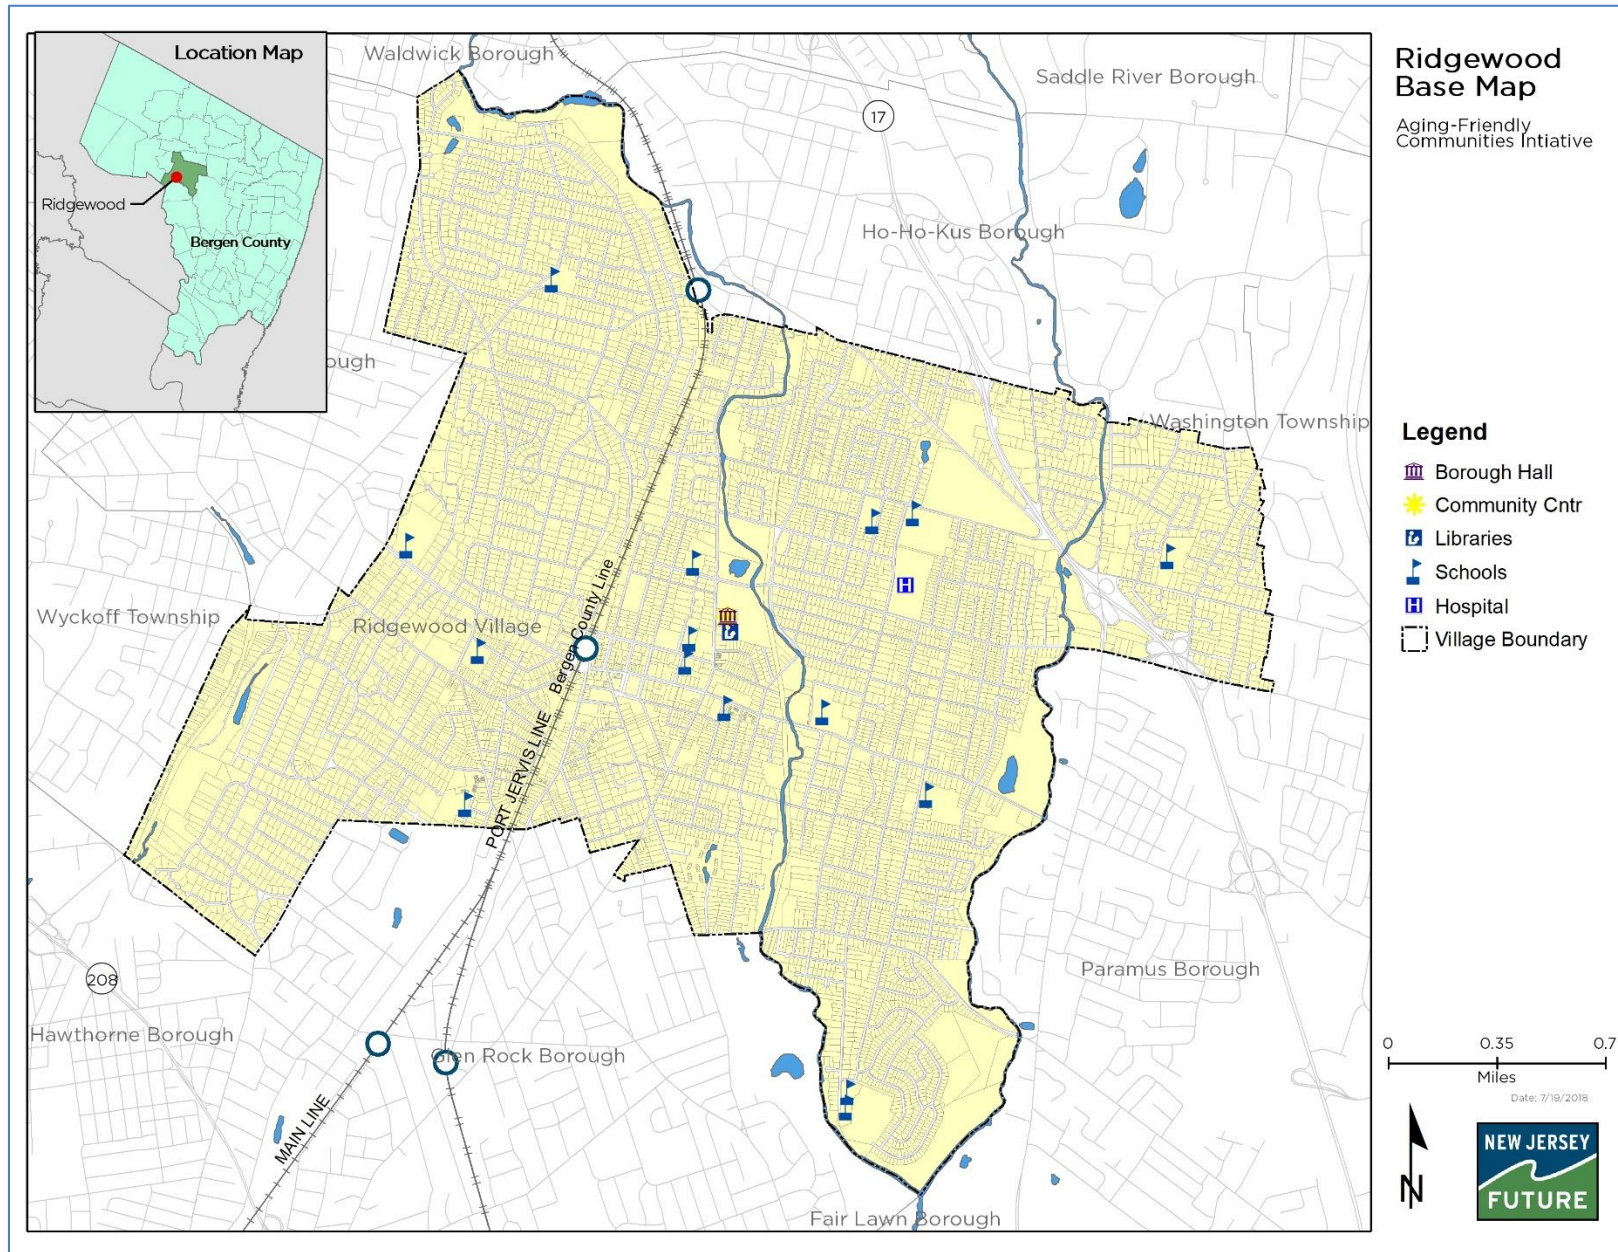 Location Map
Ridgewood
Bergen County
Waldwick Borough
17
Saddle River Borough
Ho-Ho-Kus Borough
ough
Washington Township
Wyckoff Township
Ridgewood Village
Bergen County Line
PORT JERVIS LINE
208
Hawthorne Borough
Glen Rock Borough
MAIN LINE
Paramus Borough
Fair Lawn Borough
H
Ridgewood
Base Map
Aging-Friendly
Communities Intiative
Legend
Borough Hall
Community Cntr
Libraries
Schools
H Hospital
Village Boundary
0 0.35 0.7
Miles
Date: 7/19/2018
N
NEW JERSEY
FUTURE